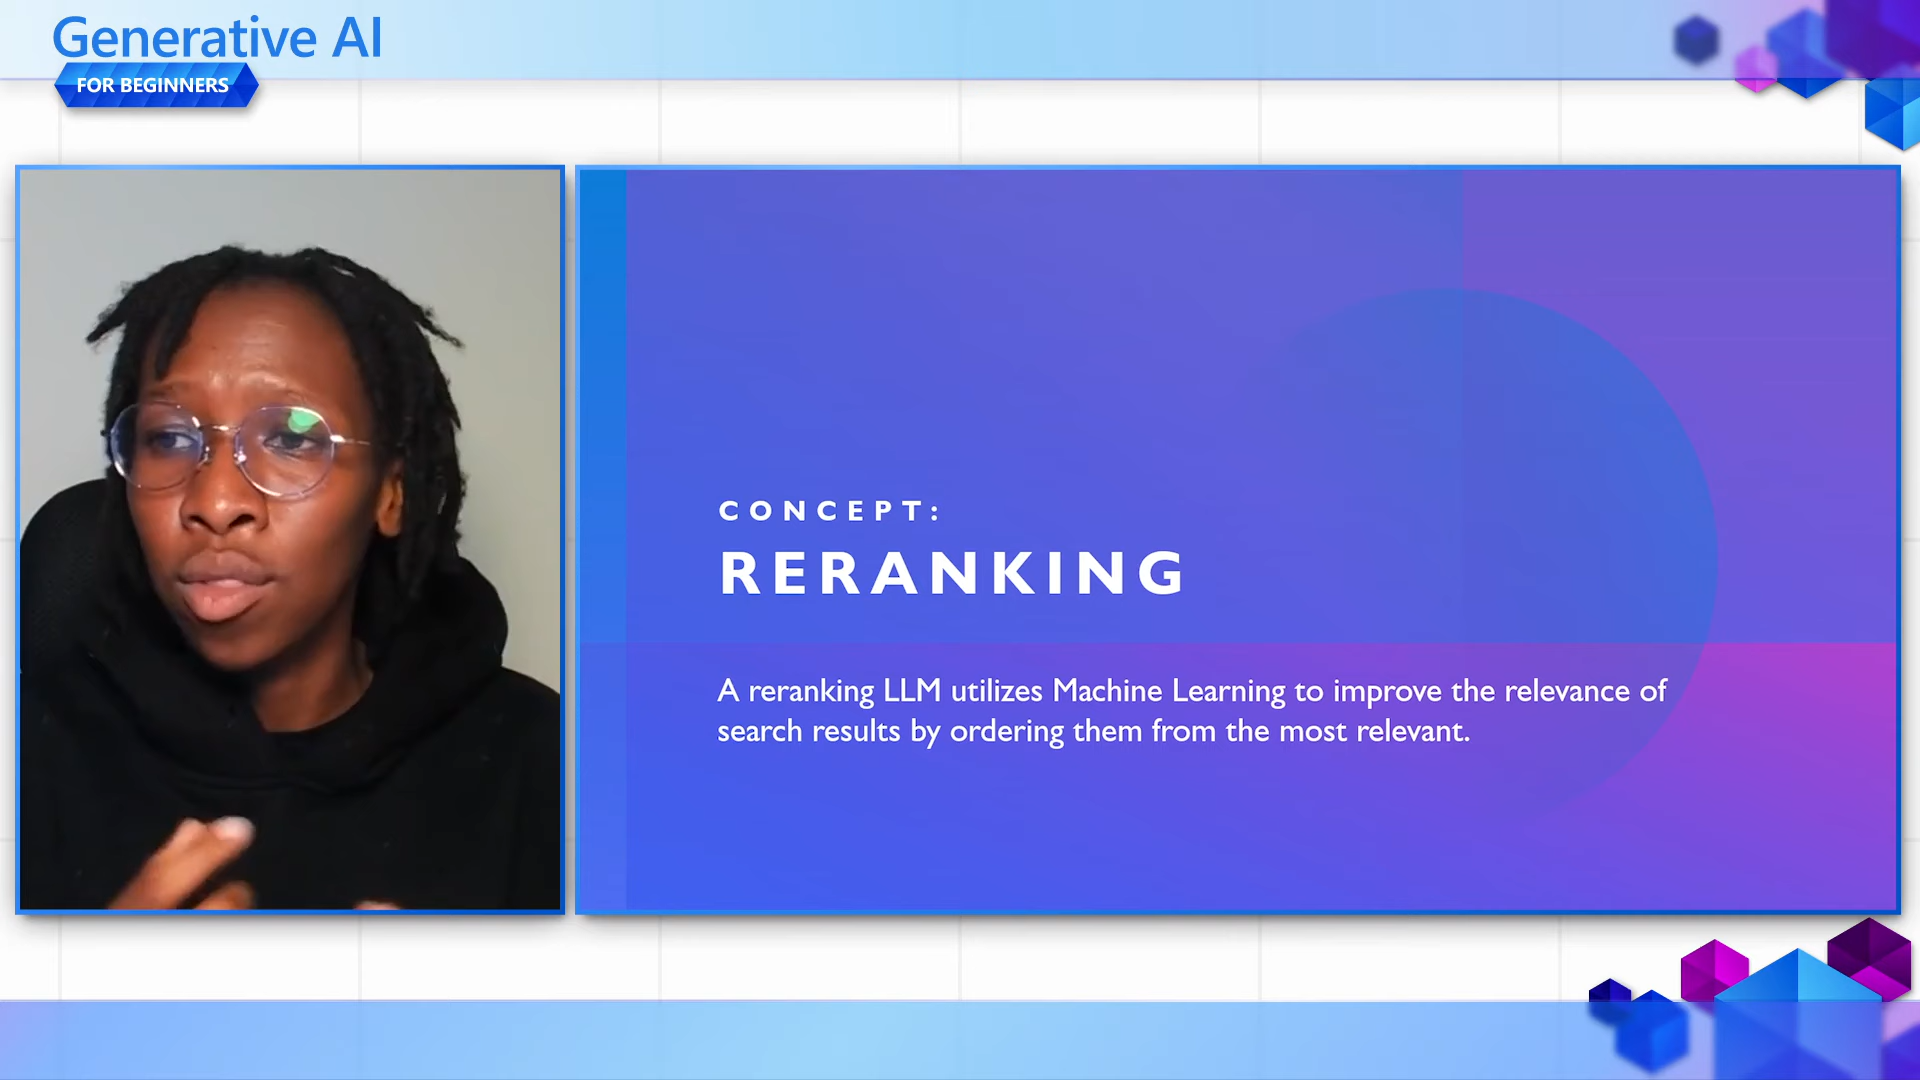 Generative AI
FOR BEGINNERS
CONCEPT:
RERANKING
A reranking LLM utilizes Machine Learning to improve the relevance of
search results by ordering them from the most relevant.